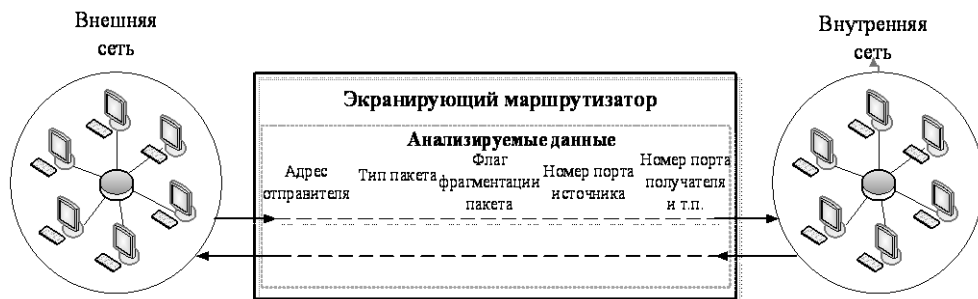 Внешняя
сеть
Внутренняя
сеть
Экранирующий маршрутизатор
Анализируемые данные
Адрес
отправителя
Тип пакета
Флаг
фрагментации
пакета
Номер порта
источника
Номер порта
получателя
и т.п.